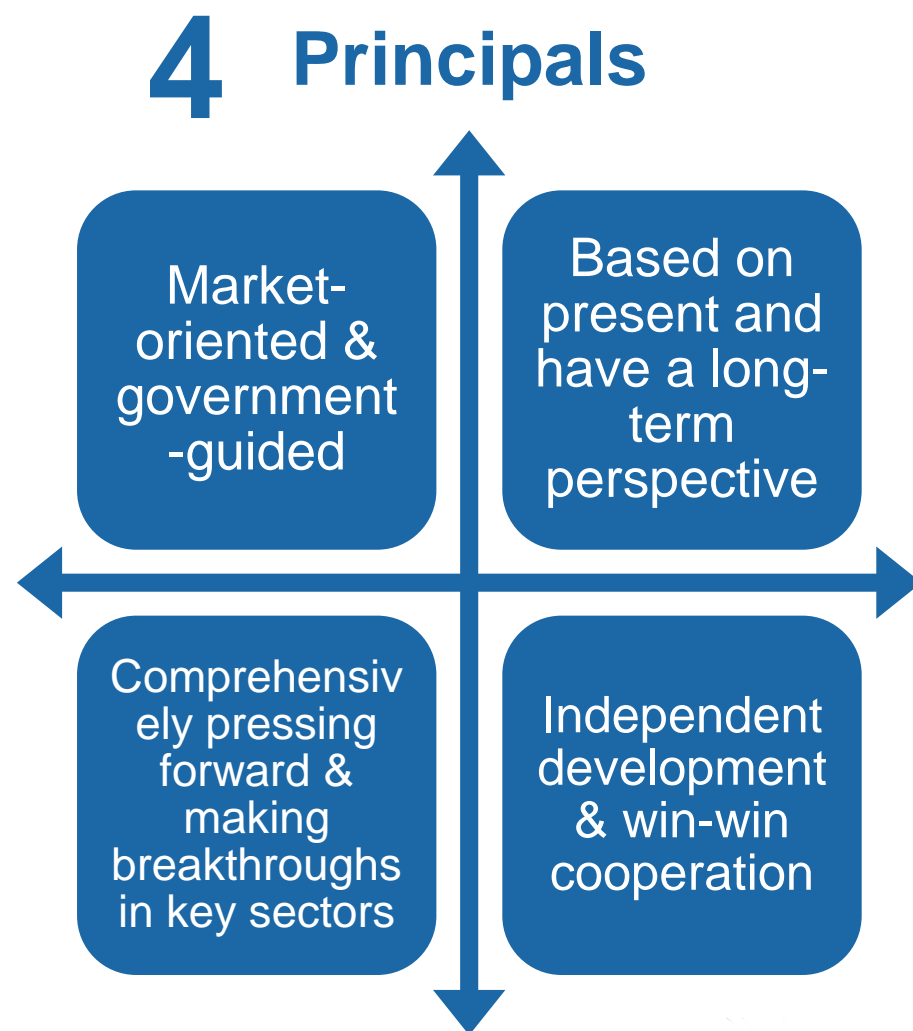 4 Principals
Market-
oriented &
government
-guided
Based on
present and
have a long-
term
perspective
Comprehensiv
ely pressing
forward &
making
breakthroughs
in key sectors
Independent
development
& win-win
cooperation